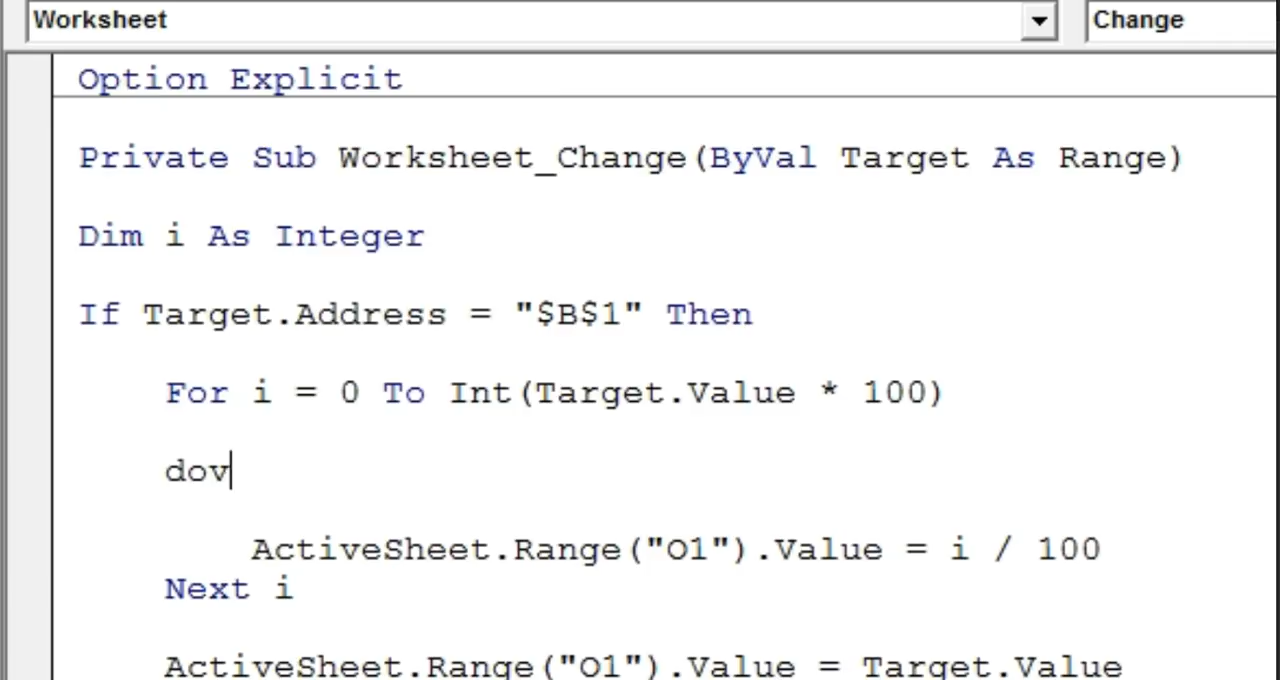 Worksheet
Change
Option Explicit
Private Sub Worksheet_Change(ByVal Target As Range)
Dim i As Integer
If Target.Address = "$B$1" Then
For i = 0 To Int(Target.Value * 100)
dov
ActiveSheet.Range("O1").Value = i / 100
Next i
ActiveSheet.Range("O1").Value = Target.Value